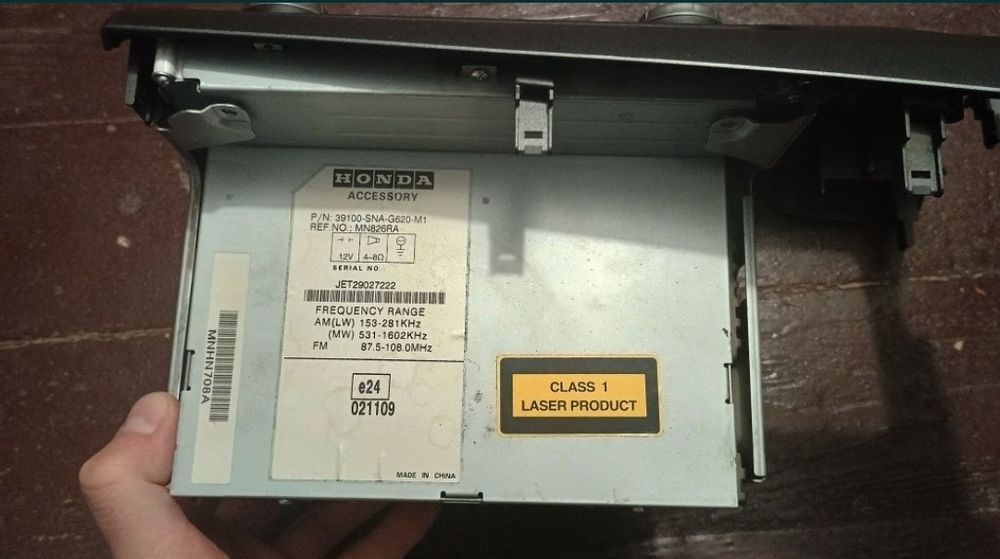 HONDA
ACCESSORY
P/N: 39100-SNA-G620-M1
REF NO.: MN826RA
12V 4-8Ω
SERIAL NO
JET29027222
FREQUENCY RANGE
AM(LW) 153-281KHz
(MW) 531-1602KHz
FM 87.5-108.0MHz
e24
021109
MADE IN CHINA
MNHN708A
CLASS 1
LASER PRODUCT